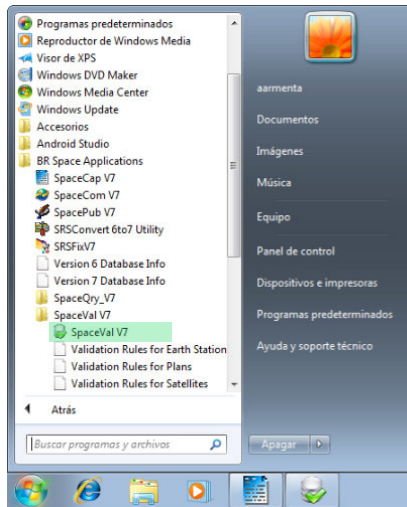 Programas predeterminados
Reproductor de Windows Media
Visor de XPS
Windows DVD Maker
Windows Media Center
Windows Update
Accesorios
Android Studio
BR Space Applications
SpaceCap V7
SpaceCom V7
SpacePub V7
SRSConvert 6to7 Utility
SRSFixV7
Version 6 Database Info
Version 7 Database Info
SpaceQry_V7
SpaceVal V7
SpaceVal V7
Validation Rules for Earth Station
Validation Rules for Plans
Validation Rules for Satellites
Atrás
Buscar programas y archivos
aarmenta
Documentos
Imágenes
Música
Equipo
Panel de control
Dispositivos e impresoras
Programas predeterminados
Ayuda y soporte técnico
Apagar